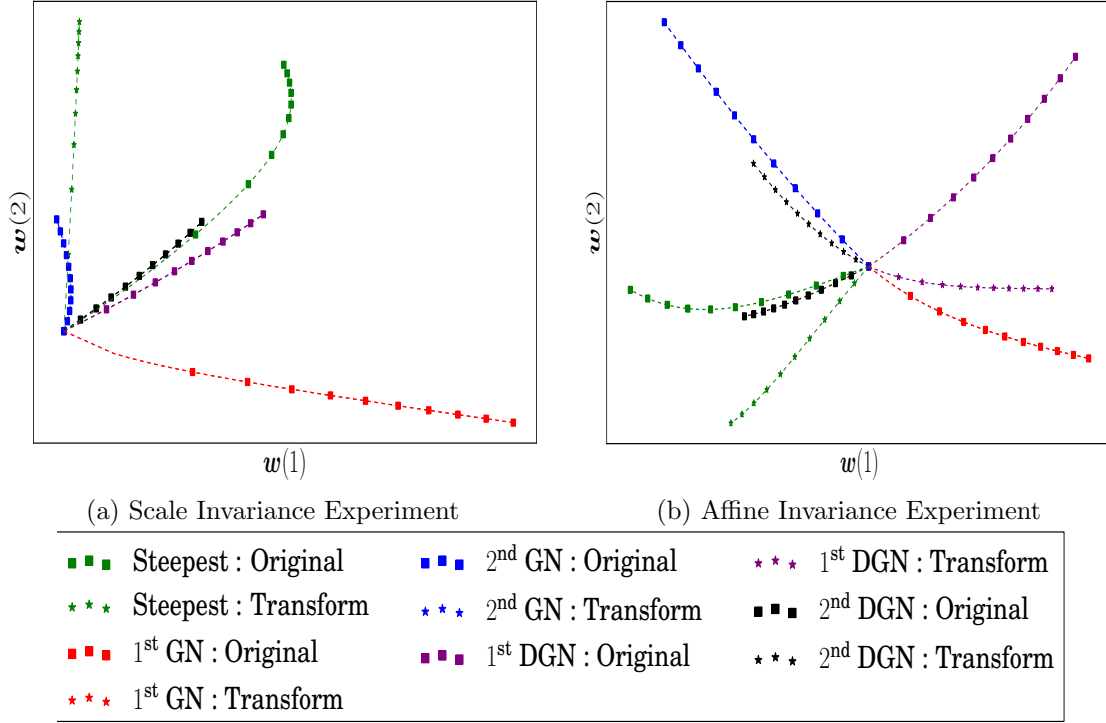 w(2)
w(1)
(a) Scale Invariance Experiment
w(2)
w(1)
(b) Affine Invariance Experiment
Steepest : Original
Steepest : Transform
1st GN : Original
1st GN : Transform
2nd GN : Original
2nd GN : Transform
1st DGN : Original
1st DGN : Transform
2nd DGN : Original
2nd DGN : Transform